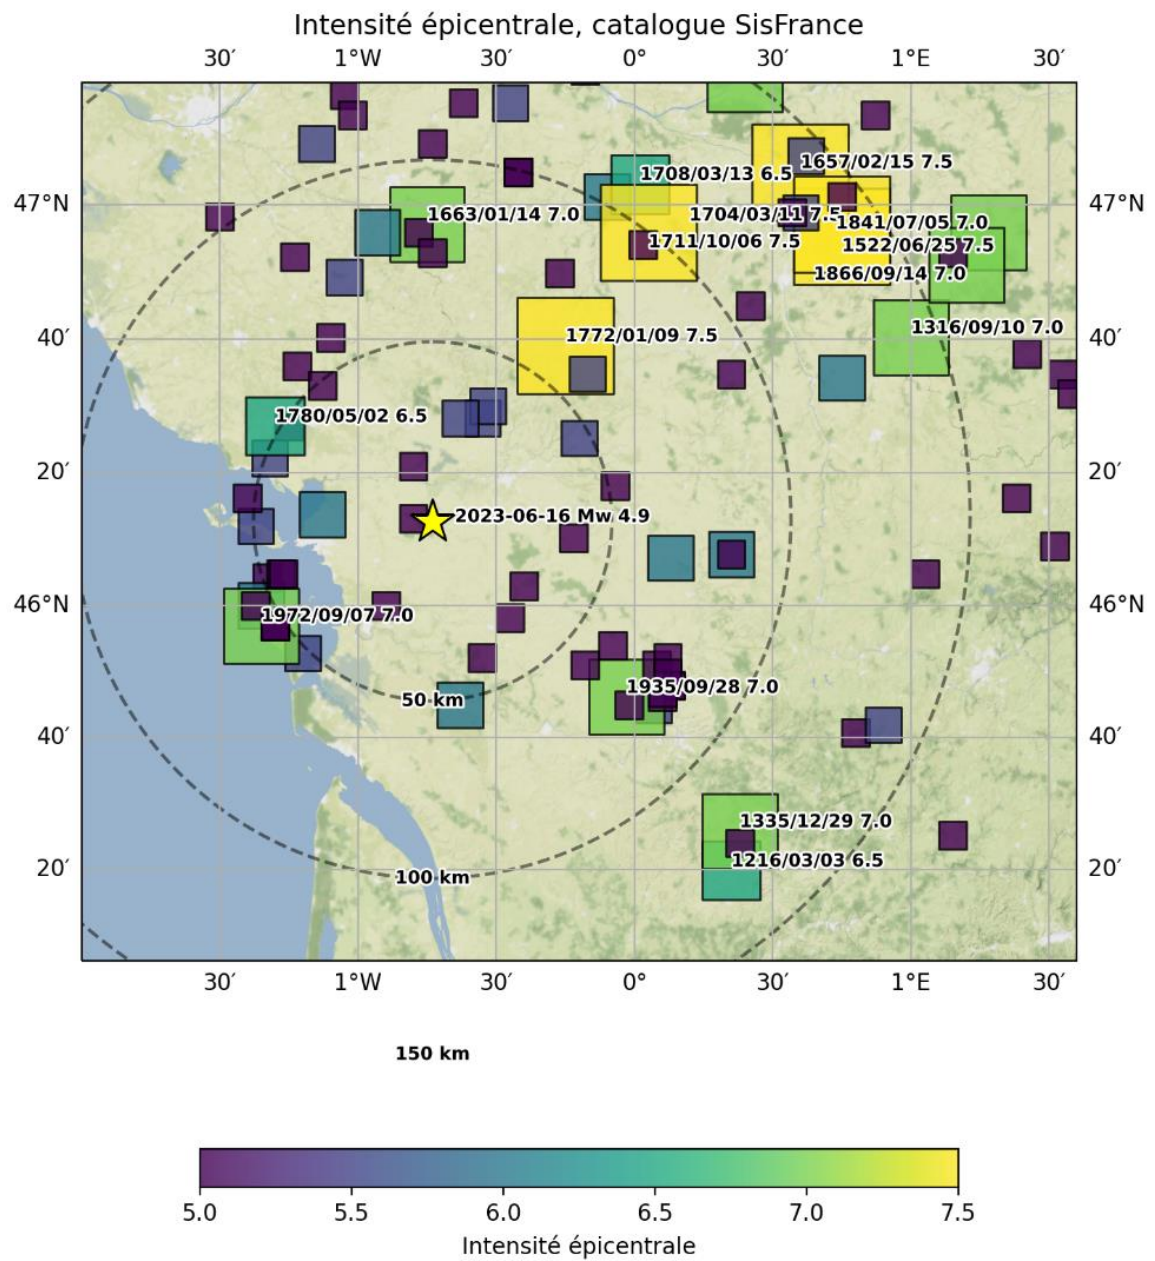 Intensité épicentrale, catalogue SisFrance
30′ 1°W 30′ 0° 30′ 1°E 30′
1657/02/15 7.5
1708/03/13 6.5
47°N 47°N
1663/01/14 7.0
1704/03/11 7.5
1841/07/05 7.0
1711/10/06 7.5
1522/06/25 7.5
1866/09/14 7.0
1316/09/10 7.0
40′ 40′
1772/01/09 7.5
1780/05/02 6.5
20′ 20′
2023-06-16 Mw 4.9
46°N 46°N
1972/09/07 7.0
1935/09/28 7.0
50 km
40′ 40′
1335/12/29 7.0
1216/03/03 6.5
20′ 20′
100 km
30′ 1°W 30′ 0° 30′ 1°E 30′
150 km
5.0 5.5 6.0 6.5 7.0 7.5
Intensité épicentrale